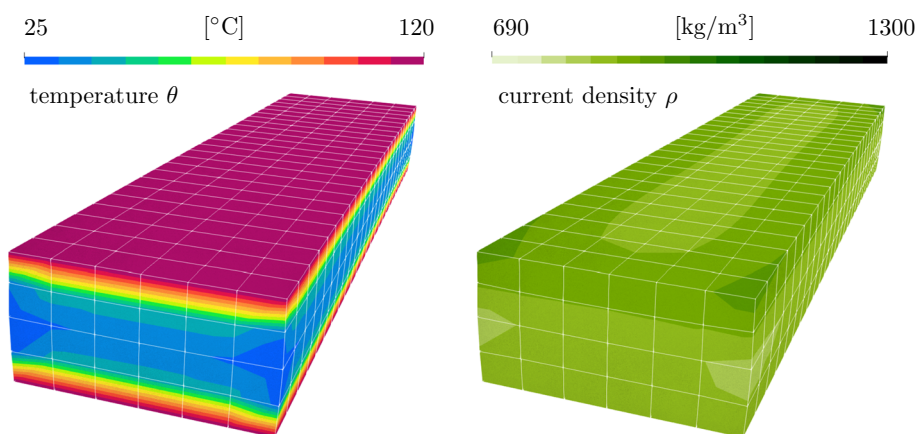 25 [°C] 120
temperature θ
690 [kg/m³] 1300
current density ρ